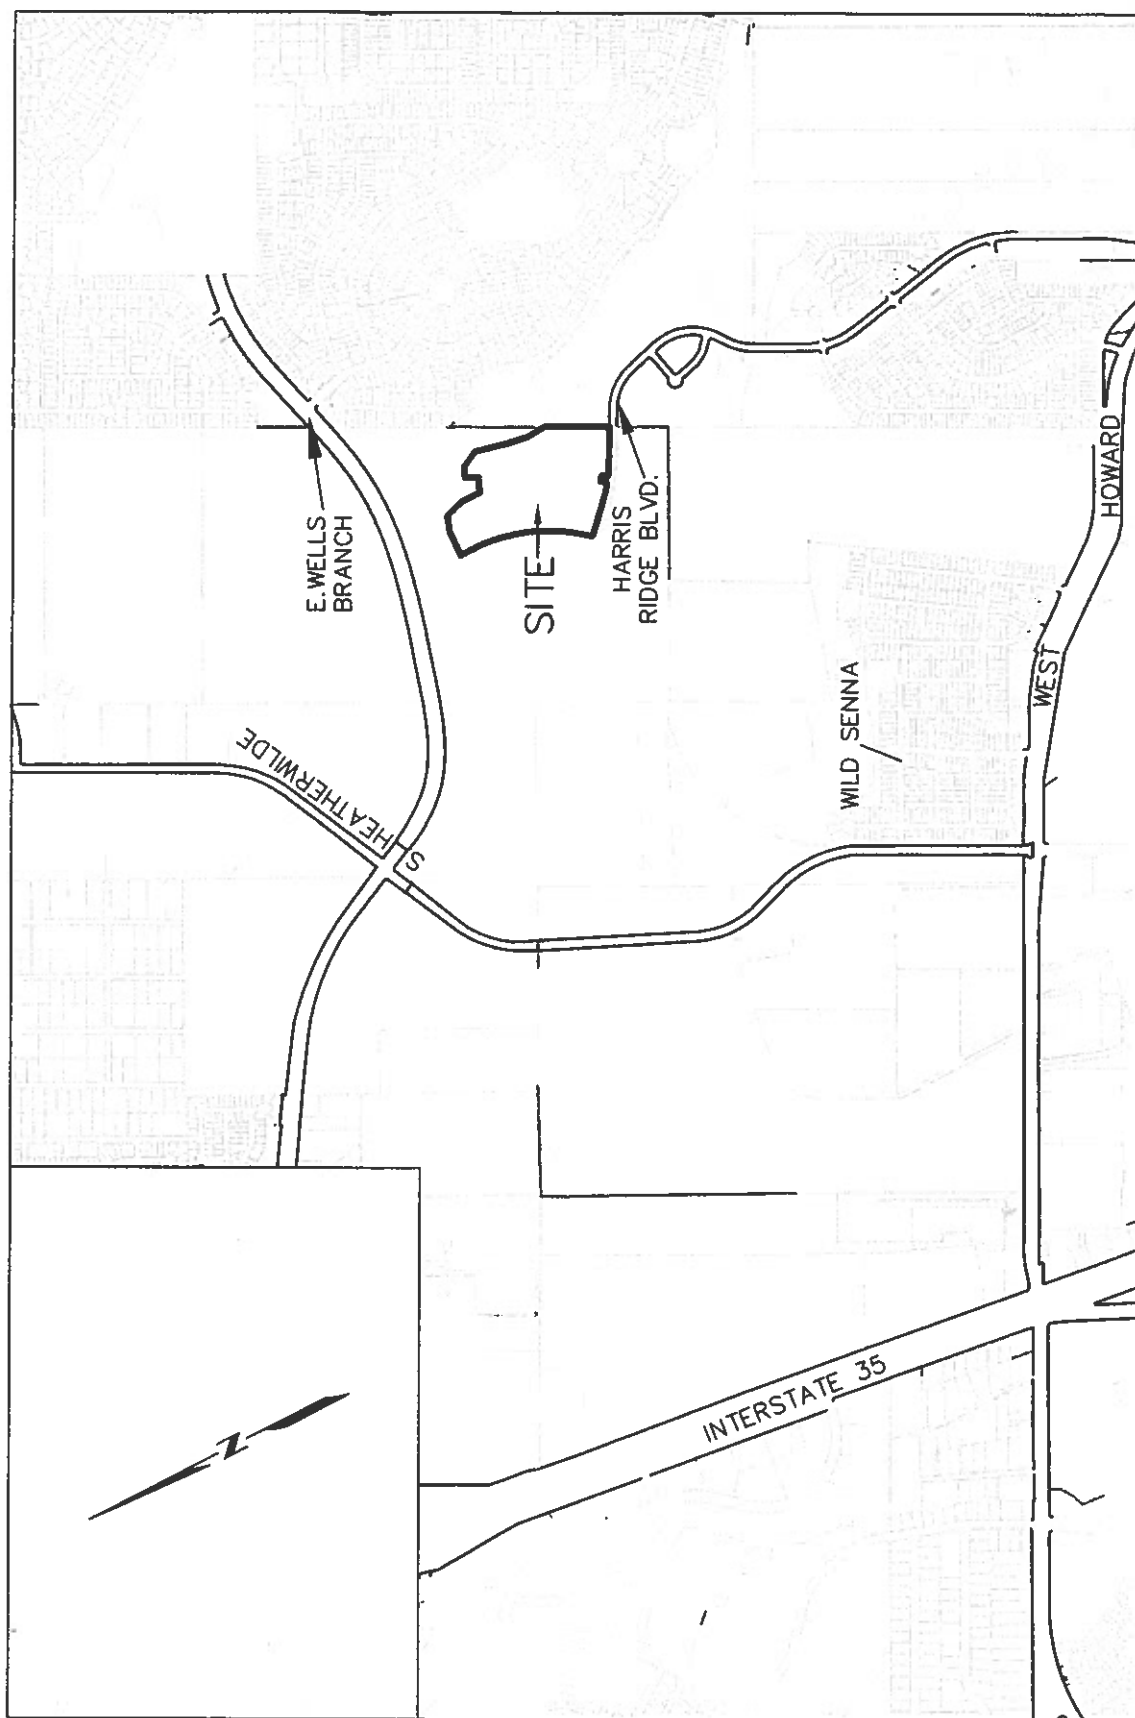 E. WELLS
BRANCH
SITE
HARRIS
RIDGE BLVD.
S. HEATHERWILDE
WILD SENNA
WEST
HOWARD
INTERSTATE 35
N